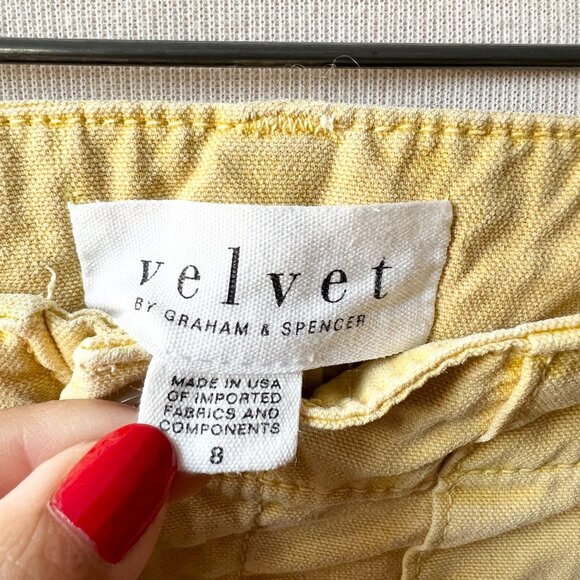 velvet
BY GRAHAM & SPENCER
MADE IN USA
OF IMPORTED
FABRICS AND
COMPONENTS
8